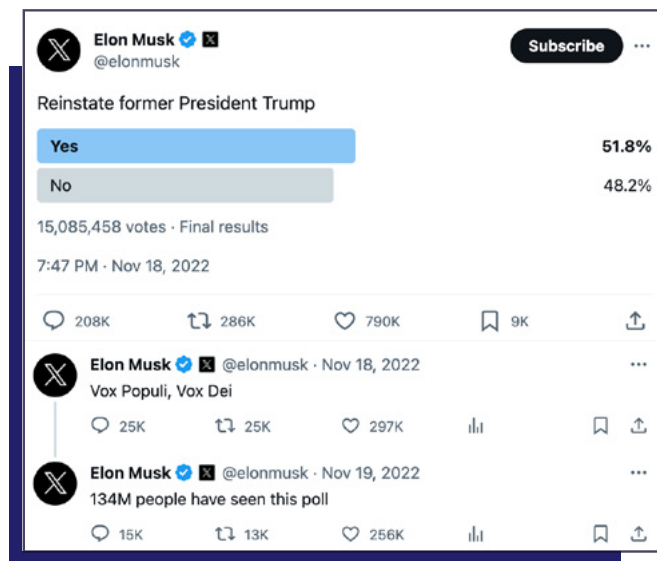 Elon Musk
Subscribe
@elonmusk
Reinstate former President Trump
Yes 51.8%
No 48.2%
15,085,458 votes · Final results
7:47 PM · Nov 18, 2022
208K 286K 790K 9K
Elon Musk @elonmusk · Nov 18, 2022
Vox Populi, Vox Dei
25K 25K 297K
Elon Musk @elonmusk · Nov 19, 2022
134M people have seen this poll
15K 13K 256K